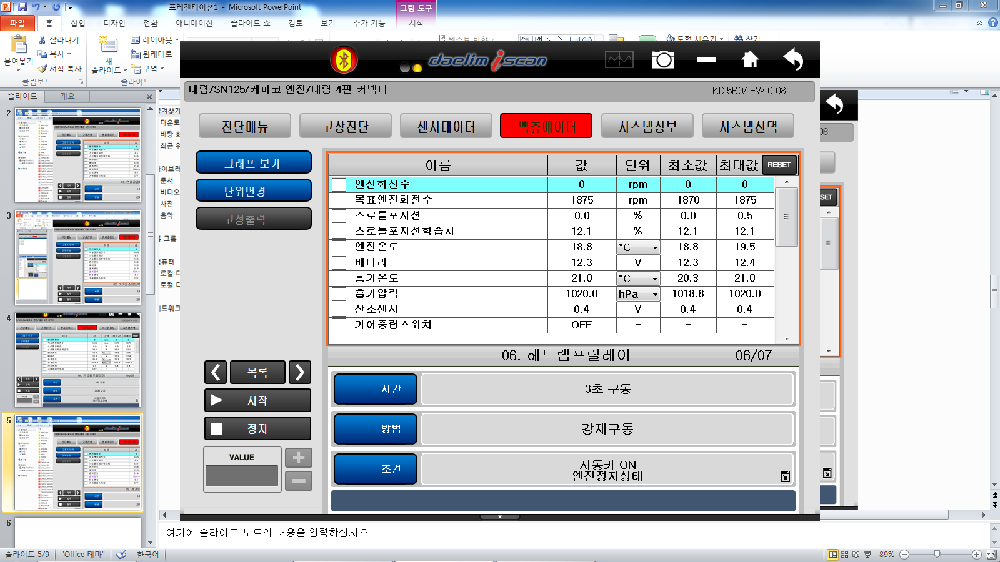 프레젠테이션1 - Microsoft PowerPoint
그림 도구
파일 홈 삽입 디자인 전환 애니메이션 슬라이드 쇼 검토 보기 추가 기능 서식
붙여넣기
잘라내기
복사
서식 복사
클립보드
새 슬라이드
레이아웃
원래대로
구역
슬라이드
텍스트 방향
도형 채우기
찾기
슬라이드 개요
daelim iscan
대림/SN125/케피코 엔진/대림 4핀 커넥터 KDI5B0/ FW 0.08
진단메뉴 고장진단 센서데이터 액츄에이터 시스템정보 시스템선택
그래프 보기
단위변경
고정출력
이름 값 단위 최소값 최대값 RESET
엔진회전수 0 rpm 0 0
목표엔진회전수 1875 rpm 1870 1875
스로틀포지션 0.0 % 0.0 0.5
스로틀포지션학습치 12.1 % 12.1 12.1
엔진온도 18.8 °C 18.8 19.5
배터리 12.3 V 12.3 12.4
흡기온도 21.0 °C 20.3 21.0
흡기압력 1020.0 hPa 1018.8 1020.0
산소센서 0.4 V 0.4 0.4
기어중립스위치 OFF - - -
06. 헤드램프릴레이 06/07
목록
시작
정지
VALUE
시간 3초 구동
방법 강제구동
조건 시동키 ON
엔진정지상태
2
3
4
5
6
여기에 슬라이드 노트의 내용을 입력하십시오
슬라이드 5/9 "Office 테마" 한국어 89%